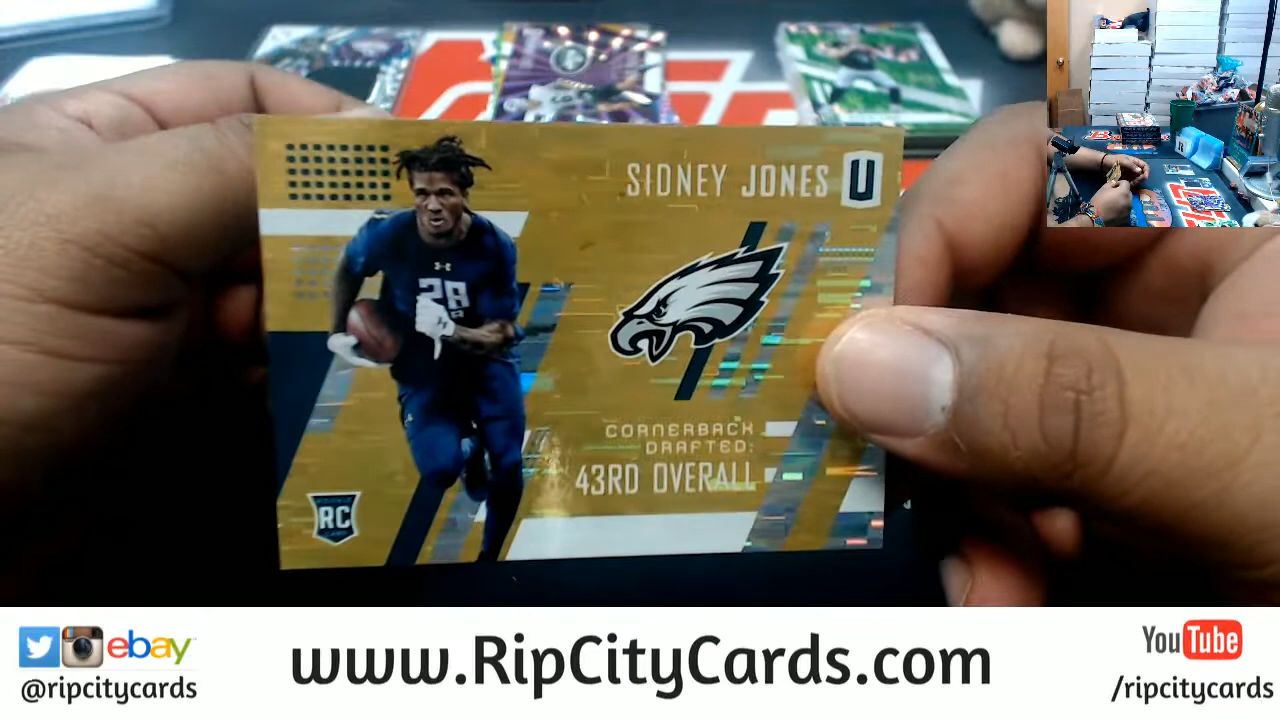 SIDNEY JONES U
28
CORNERBACK
DRAFTED:
43RD OVERALL
RC
ebay
@ripcitycards
www.RipCityCards.com
YouTube
/ripcitycards